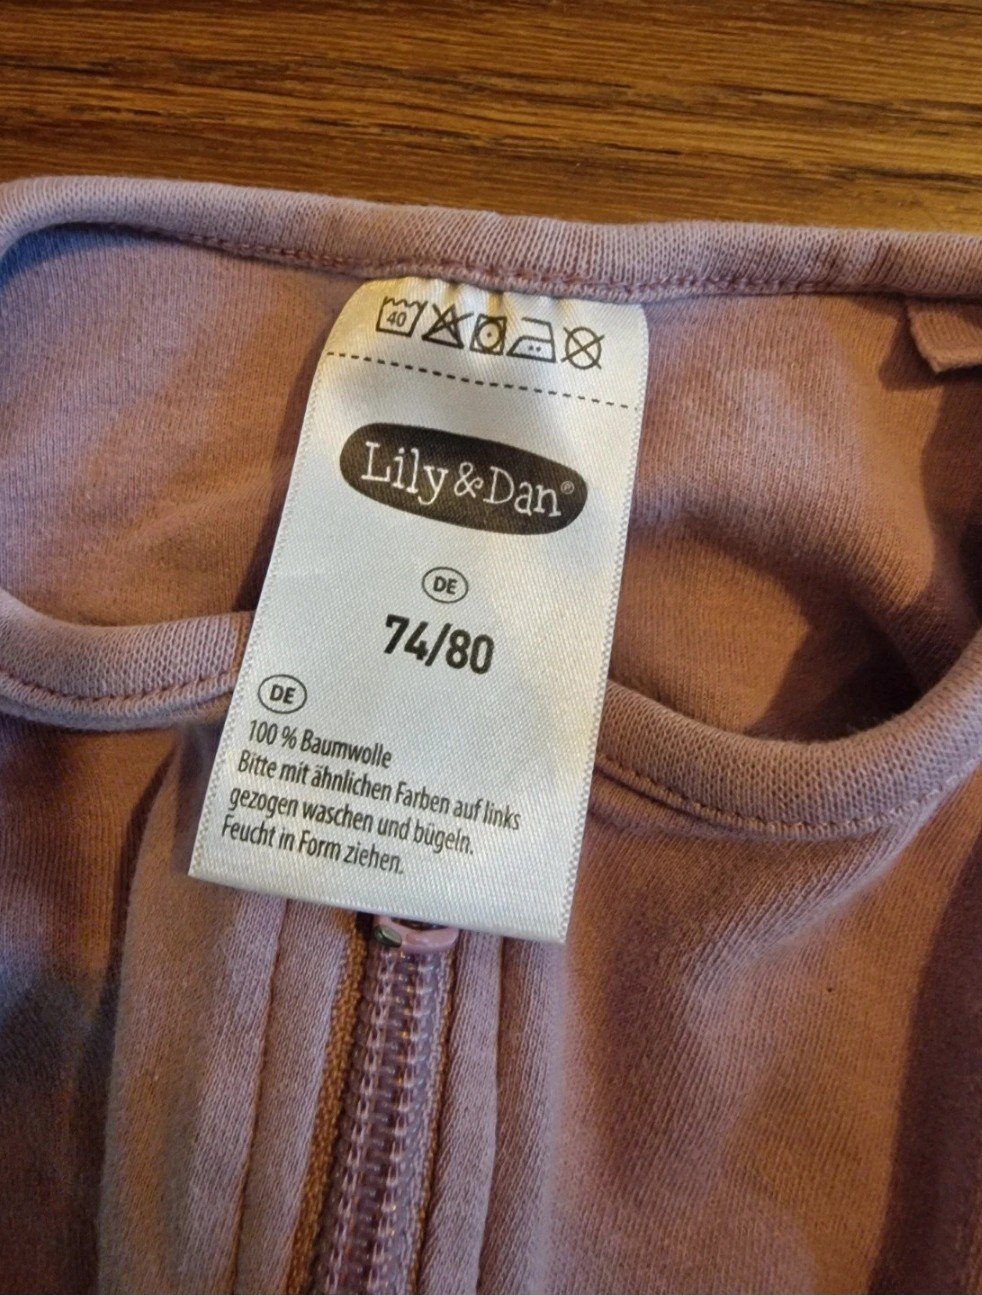 40
Lily & Dan®
DE
74/80
DE
100 % Baumwolle
Bitte mit ähnlichen Farben auf links
gezogen waschen und bügeln.
Feucht in Form ziehen.